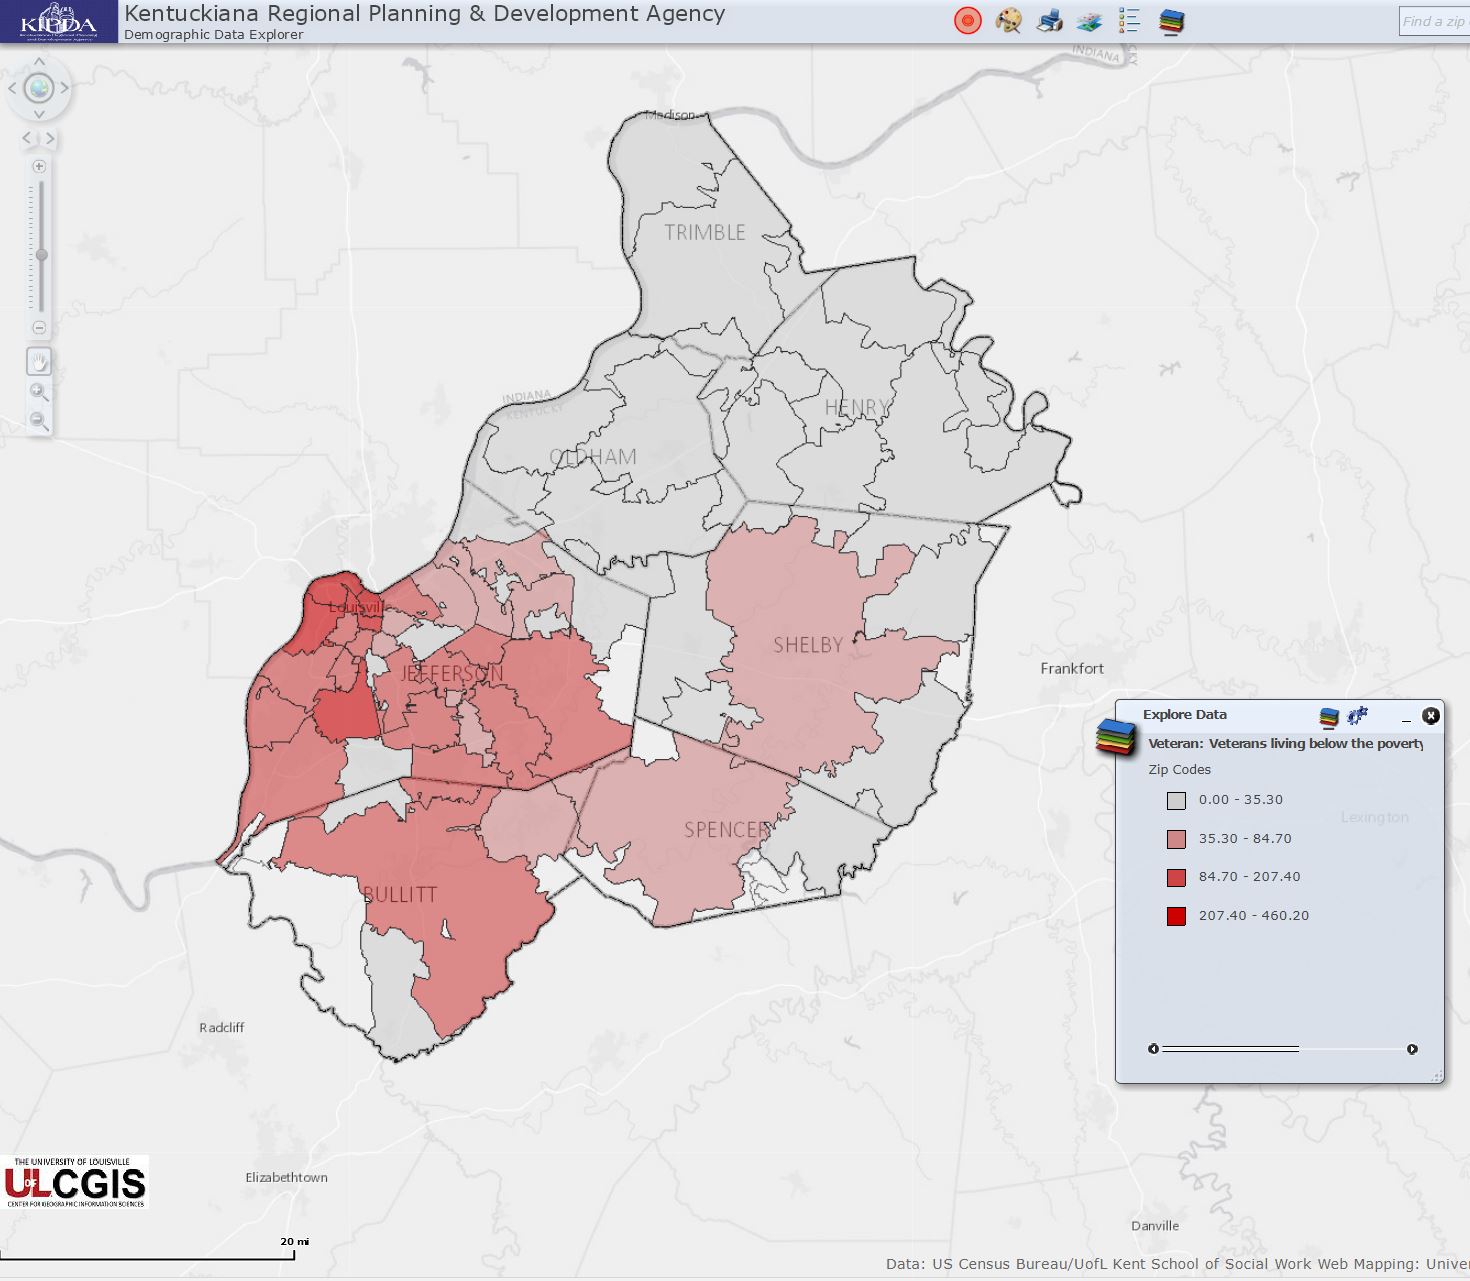 KIPDA
Kentuckiana Regional Planning & Development Agency
Demographic Data Explorer
Find a zip
INDIANA
Madison
TRIMBLE
INDIANA
KENTUCKY
HENRY
OLDHAM
Louisville
SHELBY
JEFFERSON
Frankfort
Explore Data
Veteran: Veterans living below the poverty
Zip Codes
0.00 - 35.30
Lexington
35.30 - 84.70
84.70 - 207.40
207.40 - 460.20
SPENCER
BULLITT
Radcliff
THE UNIVERSITY OF LOUISVILLE
UofL CGIS
CENTER FOR GEOGRAPHIC INFORMATION SCIENCES
Elizabethtown
Danville
20 mi
Data: US Census Bureau/UofL Kent School of Social Work Web Mapping: Unive